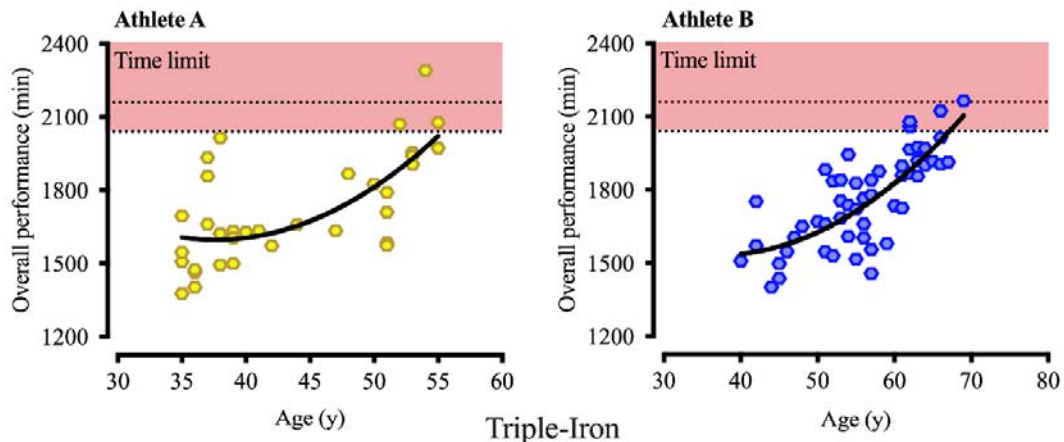 Athlete A
Overall performance (min)
2400
2100
1800
1500
1200
Time limit
30 35 40 45 50 55 60
Age (y)
Athlete B
Overall performance (min)
2400
2100
1800
1500
1200
Time limit
30 40 50 60 70 80
Age (y)
Triple-Iron